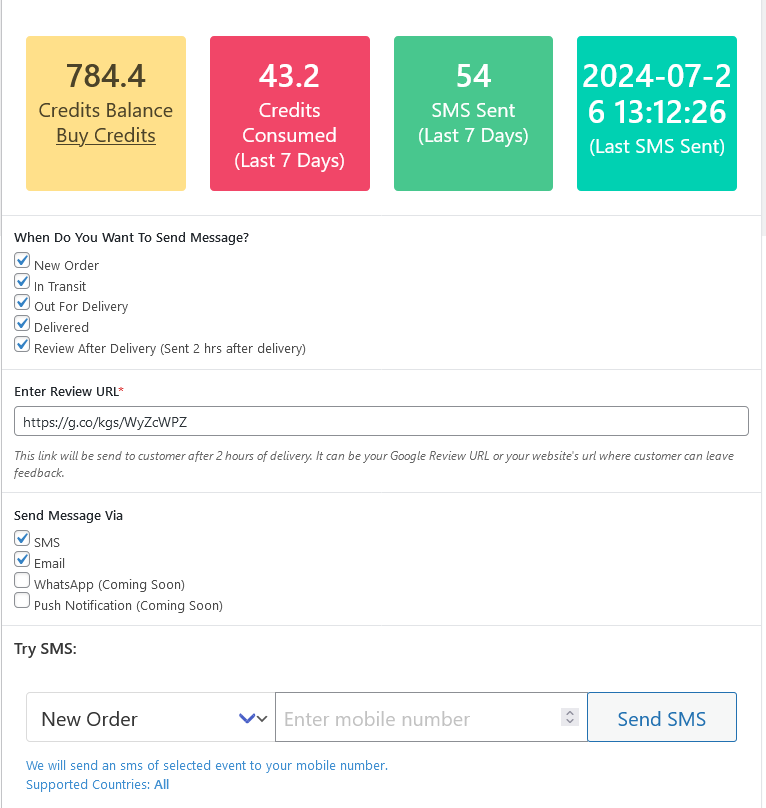 784.4
Credits Balance
Buy Credits
43.2
Credits
Consumed
(Last 7 Days)
54
SMS Sent
(Last 7 Days)
2024-07-2
6 13:12:26
(Last SMS Sent)
When Do You Want To Send Message?
New Order
In Transit
Out For Delivery
Delivered
Review After Delivery (Sent 2 hrs after delivery)
Enter Review URL*
https://g.co/kgs/WyZcWPZ
This link will be send to customer after 2 hours of delivery. It can be your Google Review URL or your website's url where customer can leave
feedback.
Send Message Via
SMS
Email
WhatsApp (Coming Soon)
Push Notification (Coming Soon)
Try SMS:
New Order
Enter mobile number
Send SMS
We will send an sms of selected event to your mobile number.
Supported Countries: All